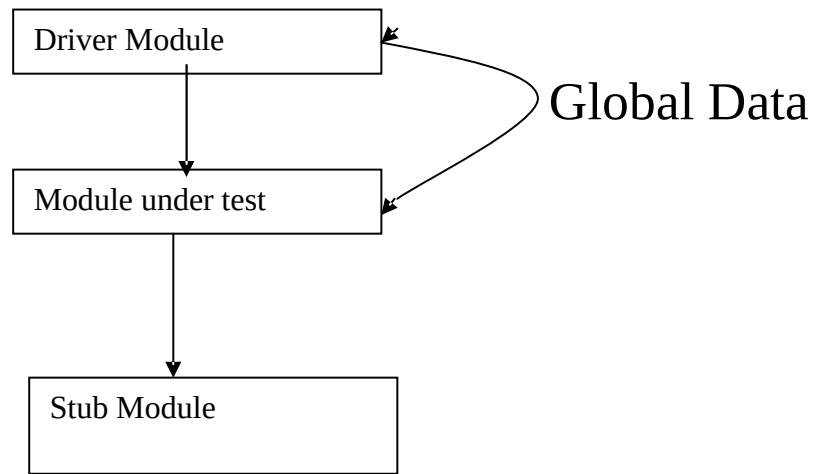 Driver Module
Global Data
Module under test
Stub Module